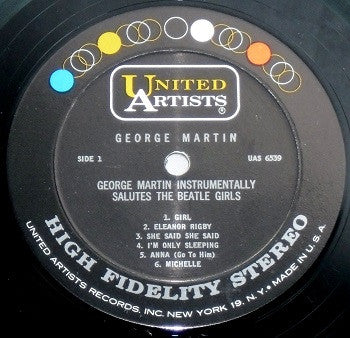 UNITED
ARTISTS®
GEORGE MARTIN
SIDE 1
UAS 6539
GEORGE MARTIN INSTRUMENTALLY
SALUTES THE BEATLE GIRLS
1. GIRL
2. ELEANOR RIGBY
3. SHE SAID SHE SAID
4. I'M ONLY SLEEPING
5. ANNA (Go To Him)
6. MICHELLE
HIGH FIDELITY STEREO
UNITED ARTISTS RECORDS, INC. NEW YORK 19, N.Y. • MADE IN U.S.A.